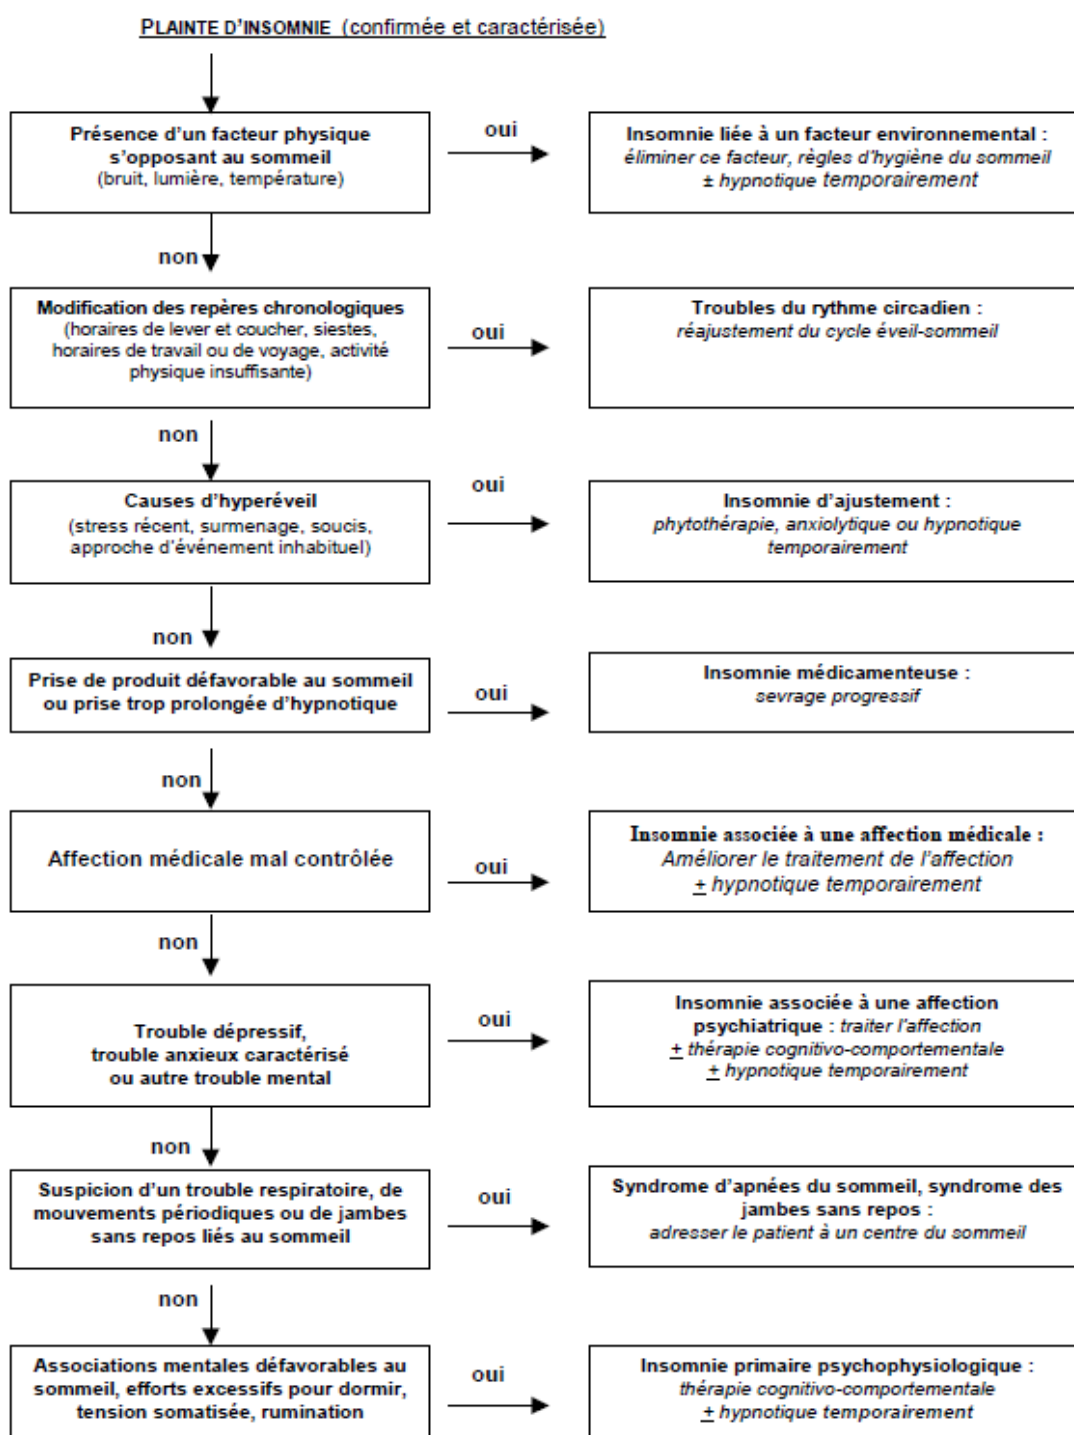 PLAINTE D'INSOMNIE (confirmée et caractérisée)
Présence d'un facteur physique
s'opposant au sommeil
(bruit, lumière, température)
oui
Insomnie liée à un facteur environnemental :
éliminer ce facteur, règles d'hygiène du sommeil
± hypnotique temporairement
non
Modification des repères chronologiques
(horaires de lever et coucher, siestes,
horaires de travail ou de voyage, activité
physique insuffisante)
oui
Troubles du rythme circadien :
réajustement du cycle éveil-sommeil
non
Causes d'hyperéveil
(stress récent, surmenage, soucis,
approche d'événement inhabituel)
oui
Insomnie d'ajustement :
phytothérapie, anxiolytique ou hypnotique
temporairement
non
Prise de produit défavorable au sommeil
ou prise trop prolongée d'hypnotique
oui
Insomnie médicamenteuse :
sevrage progressif
non
Affection médicale mal contrôlée
oui
Insomnie associée à une affection médicale :
Améliorer le traitement de l'affection
+ hypnotique temporairement
non
Trouble dépressif,
trouble anxieux caractérisé
ou autre trouble mental
oui
Insomnie associée à une affection
psychiatrique : traiter l'affection
+ thérapie cognitivo-comportementale
+ hypnotique temporairement
non
Suspicion d'un trouble respiratoire, de
mouvements périodiques ou de jambes
sans repos liés au sommeil
oui
Syndrome d'apnées du sommeil, syndrome des
jambes sans repos :
adresser le patient à un centre du sommeil
non
Associations mentales défavorables au
sommeil, efforts excessifs pour dormir,
tension somatisée, rumination
oui
Insomnie primaire psychophysiologique :
thérapie cognitivo-comportementale
+ hypnotique temporairement